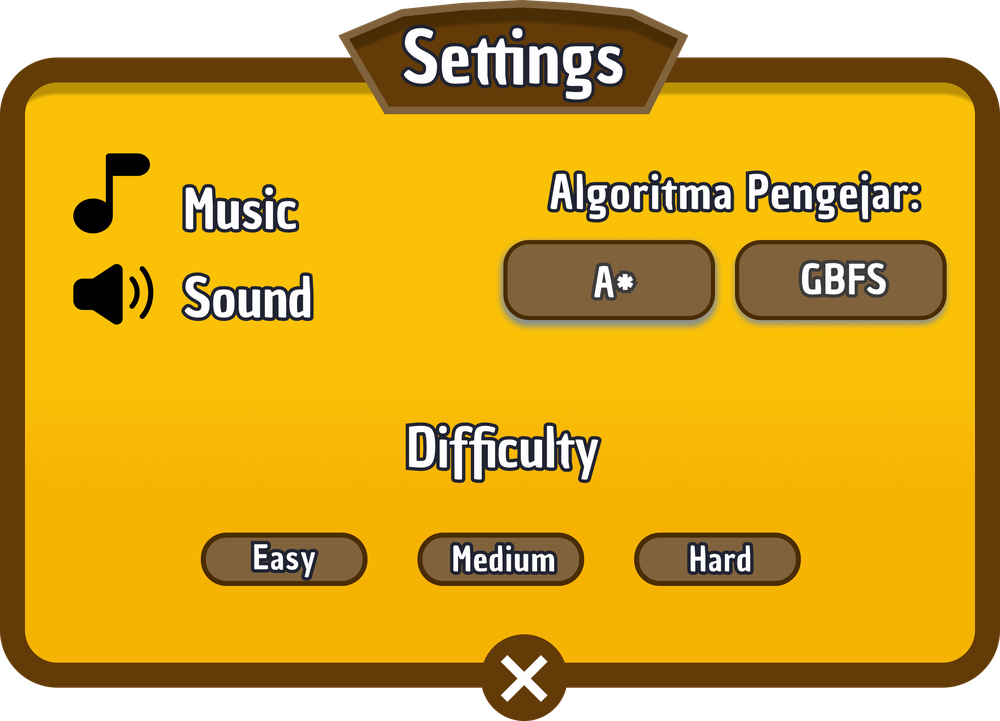 Settings
Music
Sound
Algoritma Pengejar:
A*
GBFS
Difficulty
Easy
Medium
Hard